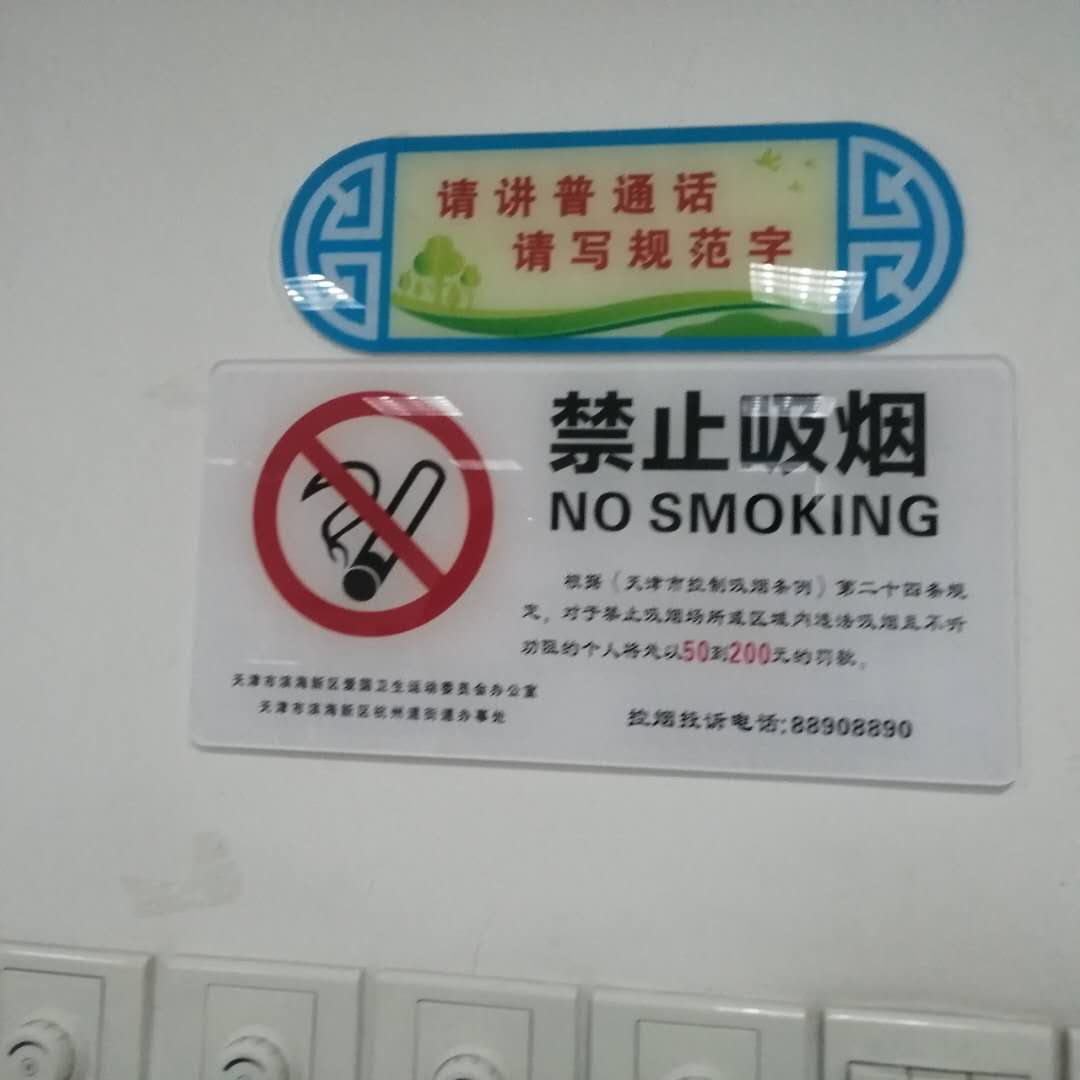 请讲普通话
请写规范字
禁止吸烟
NO SMOKING
根据《天津市控制吸烟条例》第二十四条规
定，对于禁止吸烟场所或区域内违法吸烟且不听
劝阻的个人将处以50到200元的罚款。
天津市滨海新区爱国卫生运动委员会办公室
天津市滨海新区杭州道街道办事处
控烟投诉电话:88908890